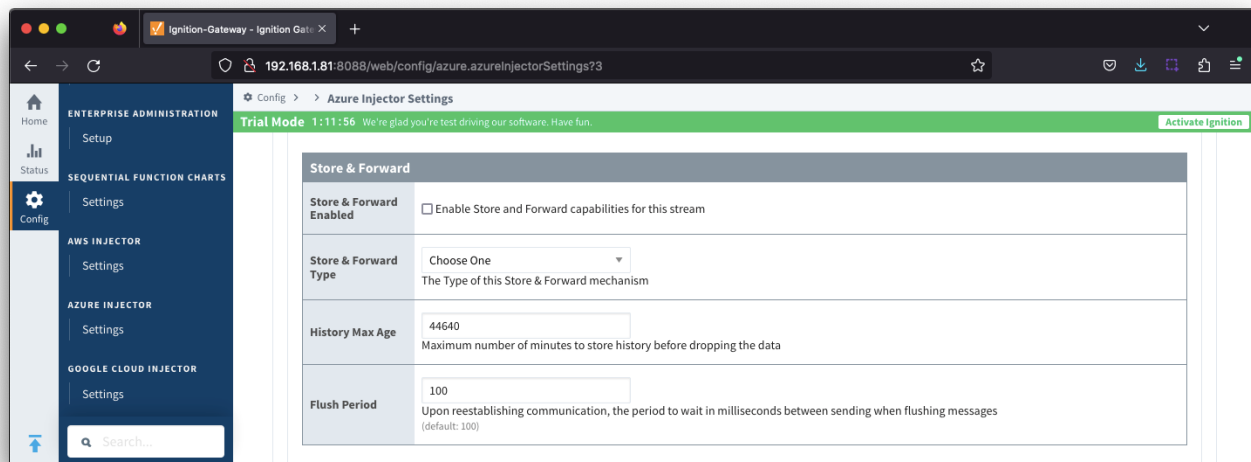 Ignition-Gateway - Ignition Gate
192.168.1.81:8088/web/config/azure.azureInjectorSettings?3
Home
Status
Config
ENTERPRISE ADMINISTRATION
Setup
SEQUENTIAL FUNCTION CHARTS
Settings
AWS INJECTOR
Settings
AZURE INJECTOR
Settings
GOOGLE CLOUD INJECTOR
Settings
Search...
Config > > Azure Injector Settings
Trial Mode 1:11:56 We're glad you're test driving our software. Have fun. Activate Ignition
Store & Forward
Store & Forward
Enabled
Enable Store and Forward capabilities for this stream
Store & Forward
Type
Choose One
The Type of this Store & Forward mechanism
History Max Age
44640
Maximum number of minutes to store history before dropping the data
Flush Period
100
Upon reestablishing communication, the period to wait in milliseconds between sending when flushing messages
(default: 100)